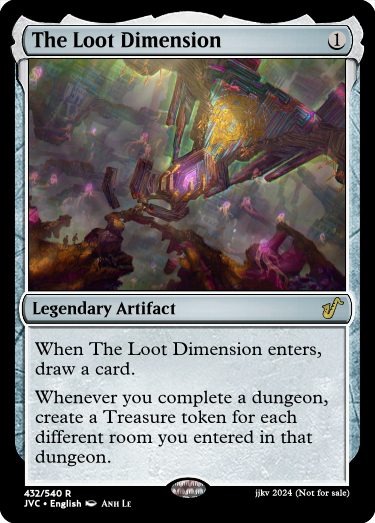 The Loot Dimension 1
Legendary Artifact
When The Loot Dimension enters,
draw a card.
Whenever you complete a dungeon,
create a Treasure token for each
different room you entered in that
dungeon.
432/540 R
JVC • English Anh Le
jjkv 2024 (Not for sale)